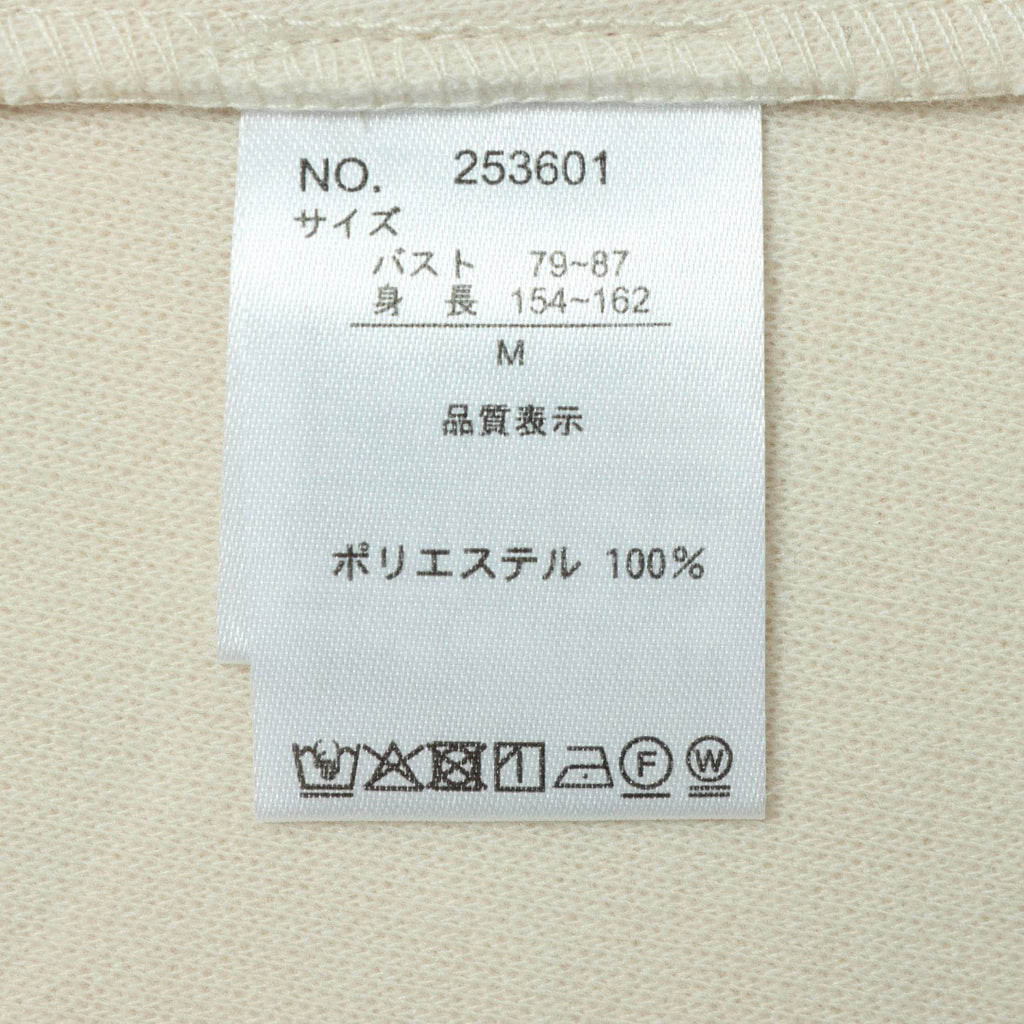 NO. 253601
サイズ
バスト 79~87
身長 154~162
M
品質表示
ポリエステル 100%
F W